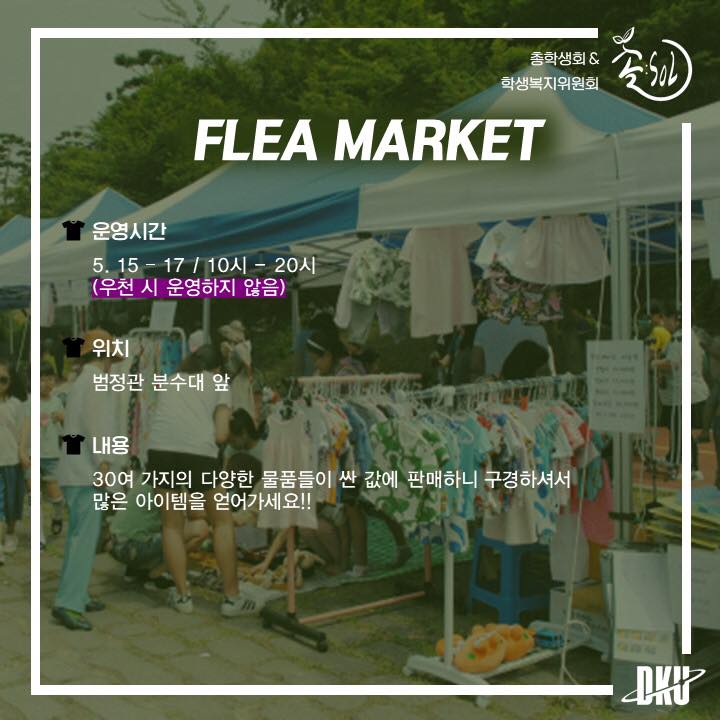 총학생회 &
학생복지위원회
솔:SOL
FLEA MARKET
운영시간
5. 15 - 17 / 10시 - 20시
(우천 시 운영하지 않음)
위치
범정관 분수대 앞
내용
30여 가지의 다양한 물품들이 싼 값에 판매하니 구경하셔서
많은 아이템을 얻어가세요!!
DKU